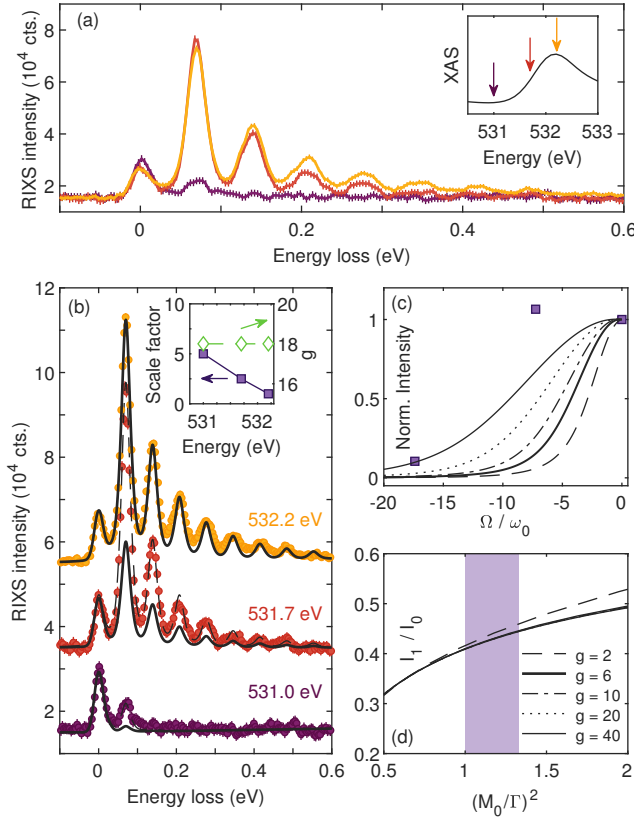 (a)
RIXS intensity (10⁴ cts.)
8
6
4
2
0
0.2
0.4
0.6
Energy loss (eV)
XAS
531
532
533
Energy (eV)
(b)
RIXS intensity (10⁴ cts.)
12
10
8
6
4
2
0
0.2
0.4
0.6
Energy loss (eV)
532.2 eV
531.7 eV
531.0 eV
Scale factor
10
5
0
20
18
16
g
531
532
Energy (eV)
(c)
Norm. Intensity
1
0.5
0
-20
-15
-10
-5
0
Ω / ω₀
(d)
I₁ / I₀
0.6
0.5
0.4
0.3
0.2
0.5
1
1.5
2
(M₀/Γ)²
g = 2
g = 6
g = 10
g = 20
g = 40